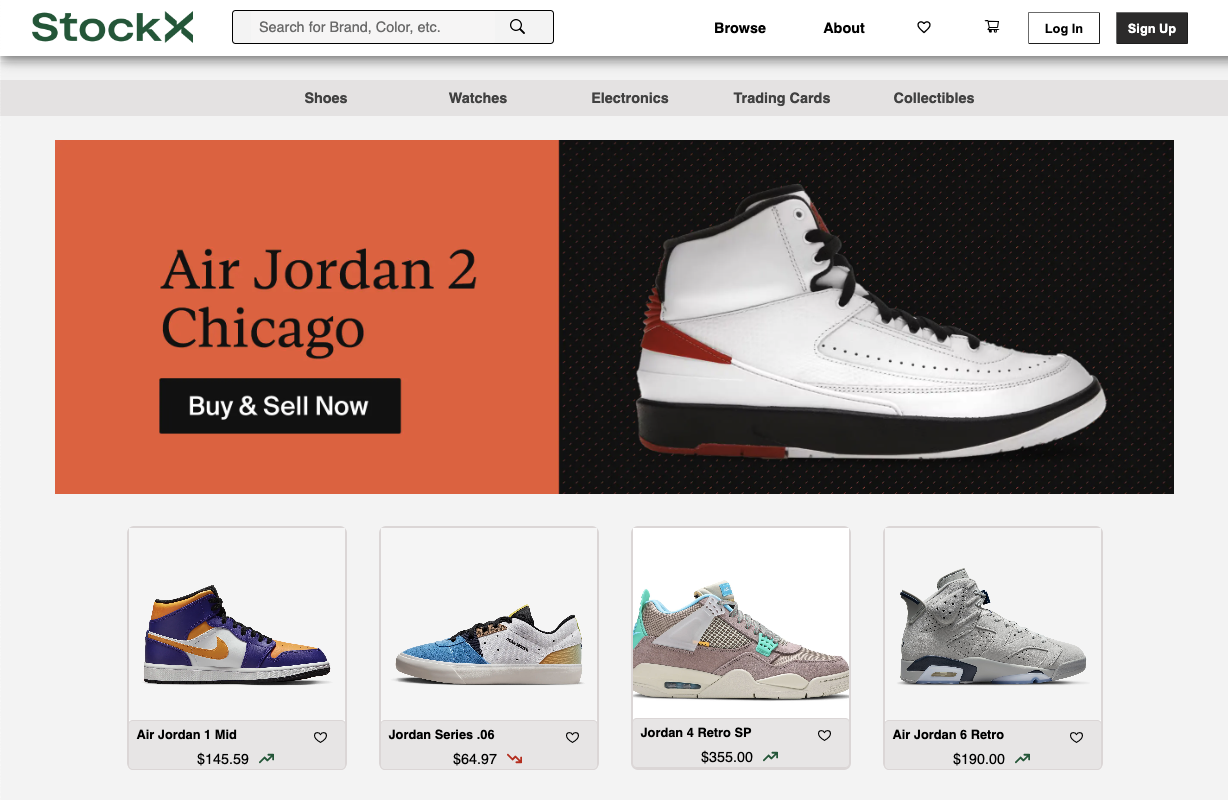 StockX
Search for Brand, Color, etc.
Browse
About
Log In
Sign Up
Shoes
Watches
Electronics
Trading Cards
Collectibles
Air Jordan 2
Chicago
Buy & Sell Now
Air Jordan 1 Mid
$145.59
Jordan Series .06
$64.97
Jordan 4 Retro SP
$355.00
Air Jordan 6 Retro
$190.00